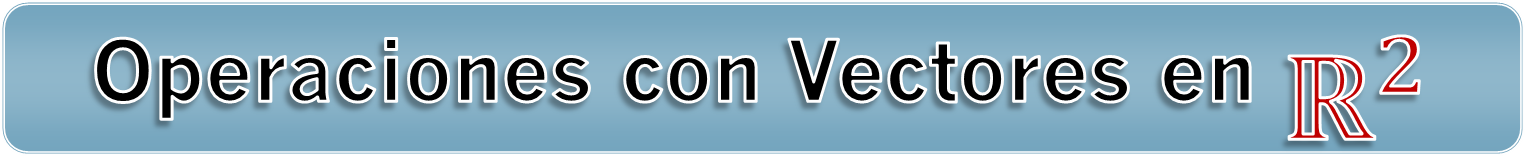 Operaciones con Vectores en ℝ²